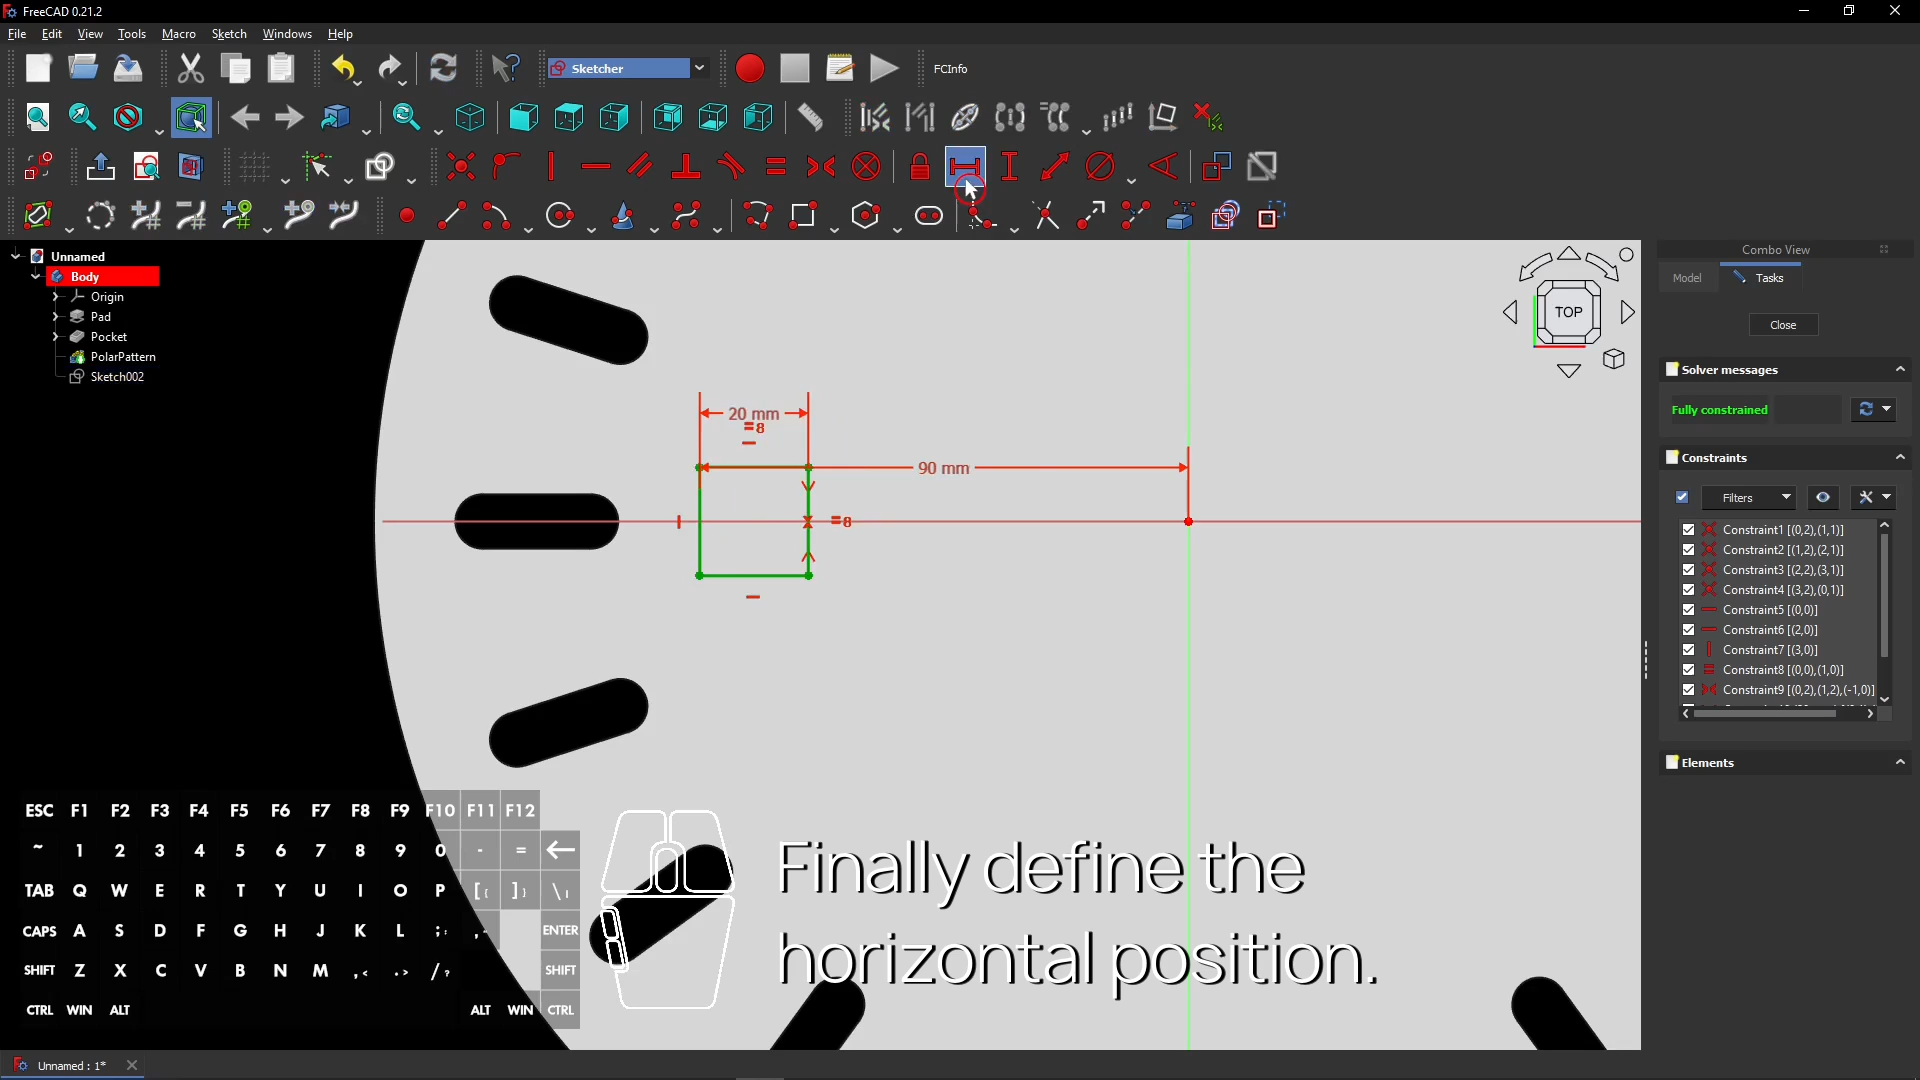 FreeCAD 0.21.2
File Edit View Tools Macro Sketch Windows Help
Sketcher
FCInfo
Unnamed
Body
Origin
Pad
Pocket
PolarPattern
Sketch002
20 mm
=8
90 mm
=8
TOP
Combo View
Model
Tasks
Close
Solver messages
Fully constrained
Constraints
Filters
Constraint1 [(0,2),(1,1)]
Constraint2 [(1,2),(2,1)]
Constraint3 [(2,2),(3,1)]
Constraint4 [(3,2),(0,1)]
Constraint5 [(0,0)]
Constraint6 [(2,0)]
Constraint7 [(3,0)]
Constraint8 [(0,0),(1,0)]
Constraint9 [(0,2),(1,2),(-1,0)]
Elements
ESC F1 F2 F3 F4 F5 F6 F7 F8 F9 F10 F11 F12
~ 1 2 3 4 5 6 7 8 9 0 - =
TAB Q W E R T Y U I O P [{ ]} \|
CAPS A S D F G H J K L ;: ENTER
SHIFT Z X C V B N M ,< .> /? SHIFT
CTRL WIN ALT ALT WIN CTRL
Finally define the
horizontal position.
Unnamed : 1*